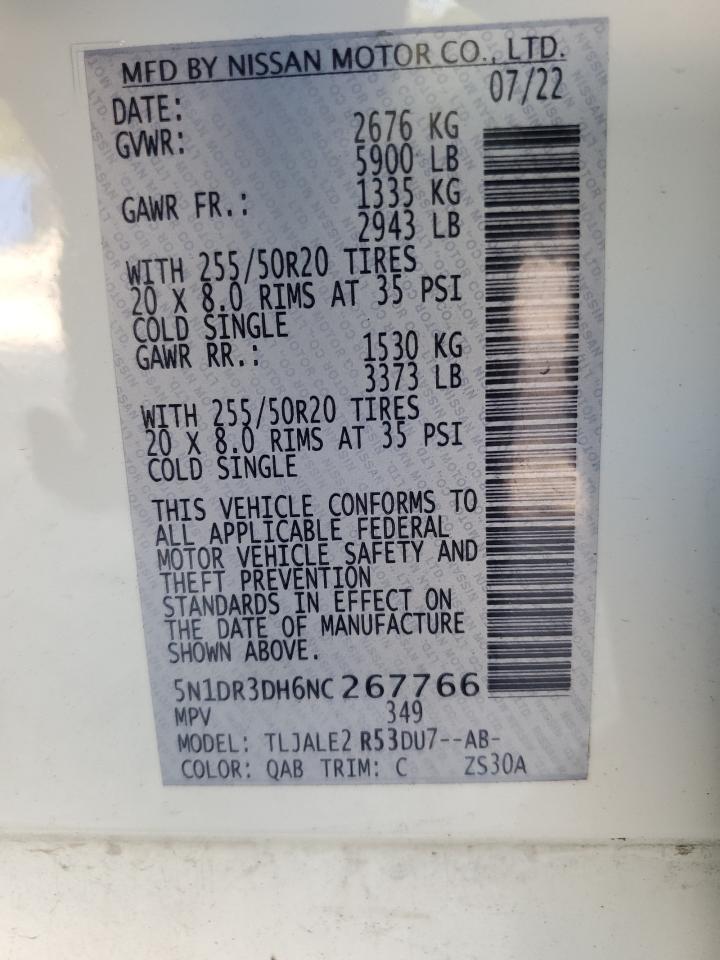 MFD BY NISSAN MOTOR CO., LTD.
DATE: 07/22
GVWR: 2676 KG
5900 LB
GAWR FR.: 1335 KG
2943 LB
WITH 255/50R20 TIRES
20 X 8.0 RIMS AT 35 PSI
COLD SINGLE
GAWR RR.: 1530 KG
3373 LB
WITH 255/50R20 TIRES
20 X 8.0 RIMS AT 35 PSI
COLD SINGLE
THIS VEHICLE CONFORMS TO
ALL APPLICABLE FEDERAL
MOTOR VEHICLE SAFETY AND
THEFT PREVENTION
STANDARDS IN EFFECT ON
THE DATE OF MANUFACTURE
SHOWN ABOVE.
5N1DR3DH6NC267766
MPV 349
MODEL: TLJALE2 R53DU7--AB-
COLOR: QAB TRIM: C ZS30A